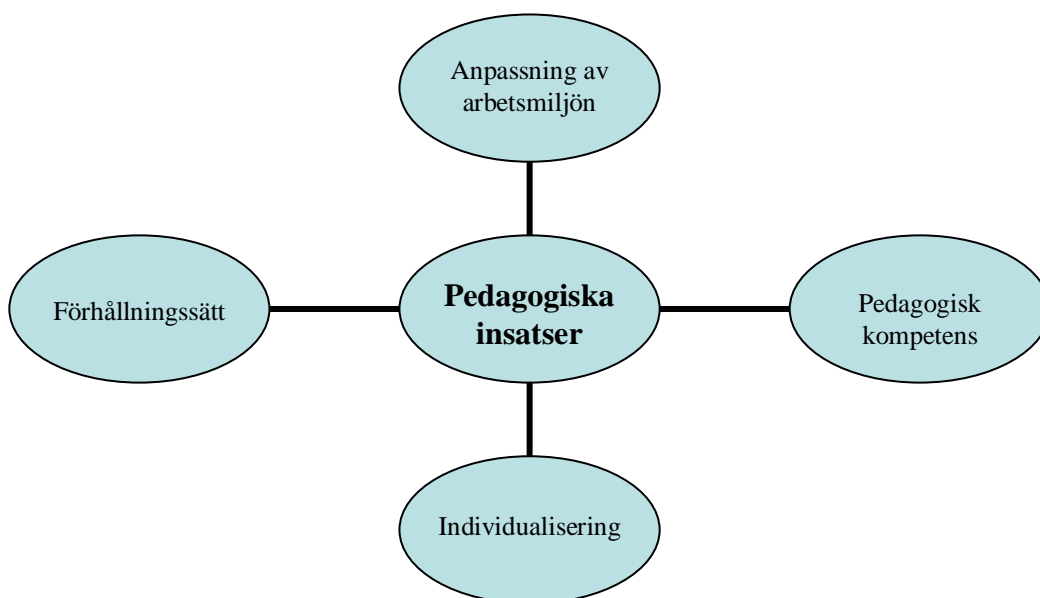 Anpassning av
arbetsmiljön
Förhållningssätt
Pedagogiska
insatser
Pedagogisk
kompetens
Individualisering